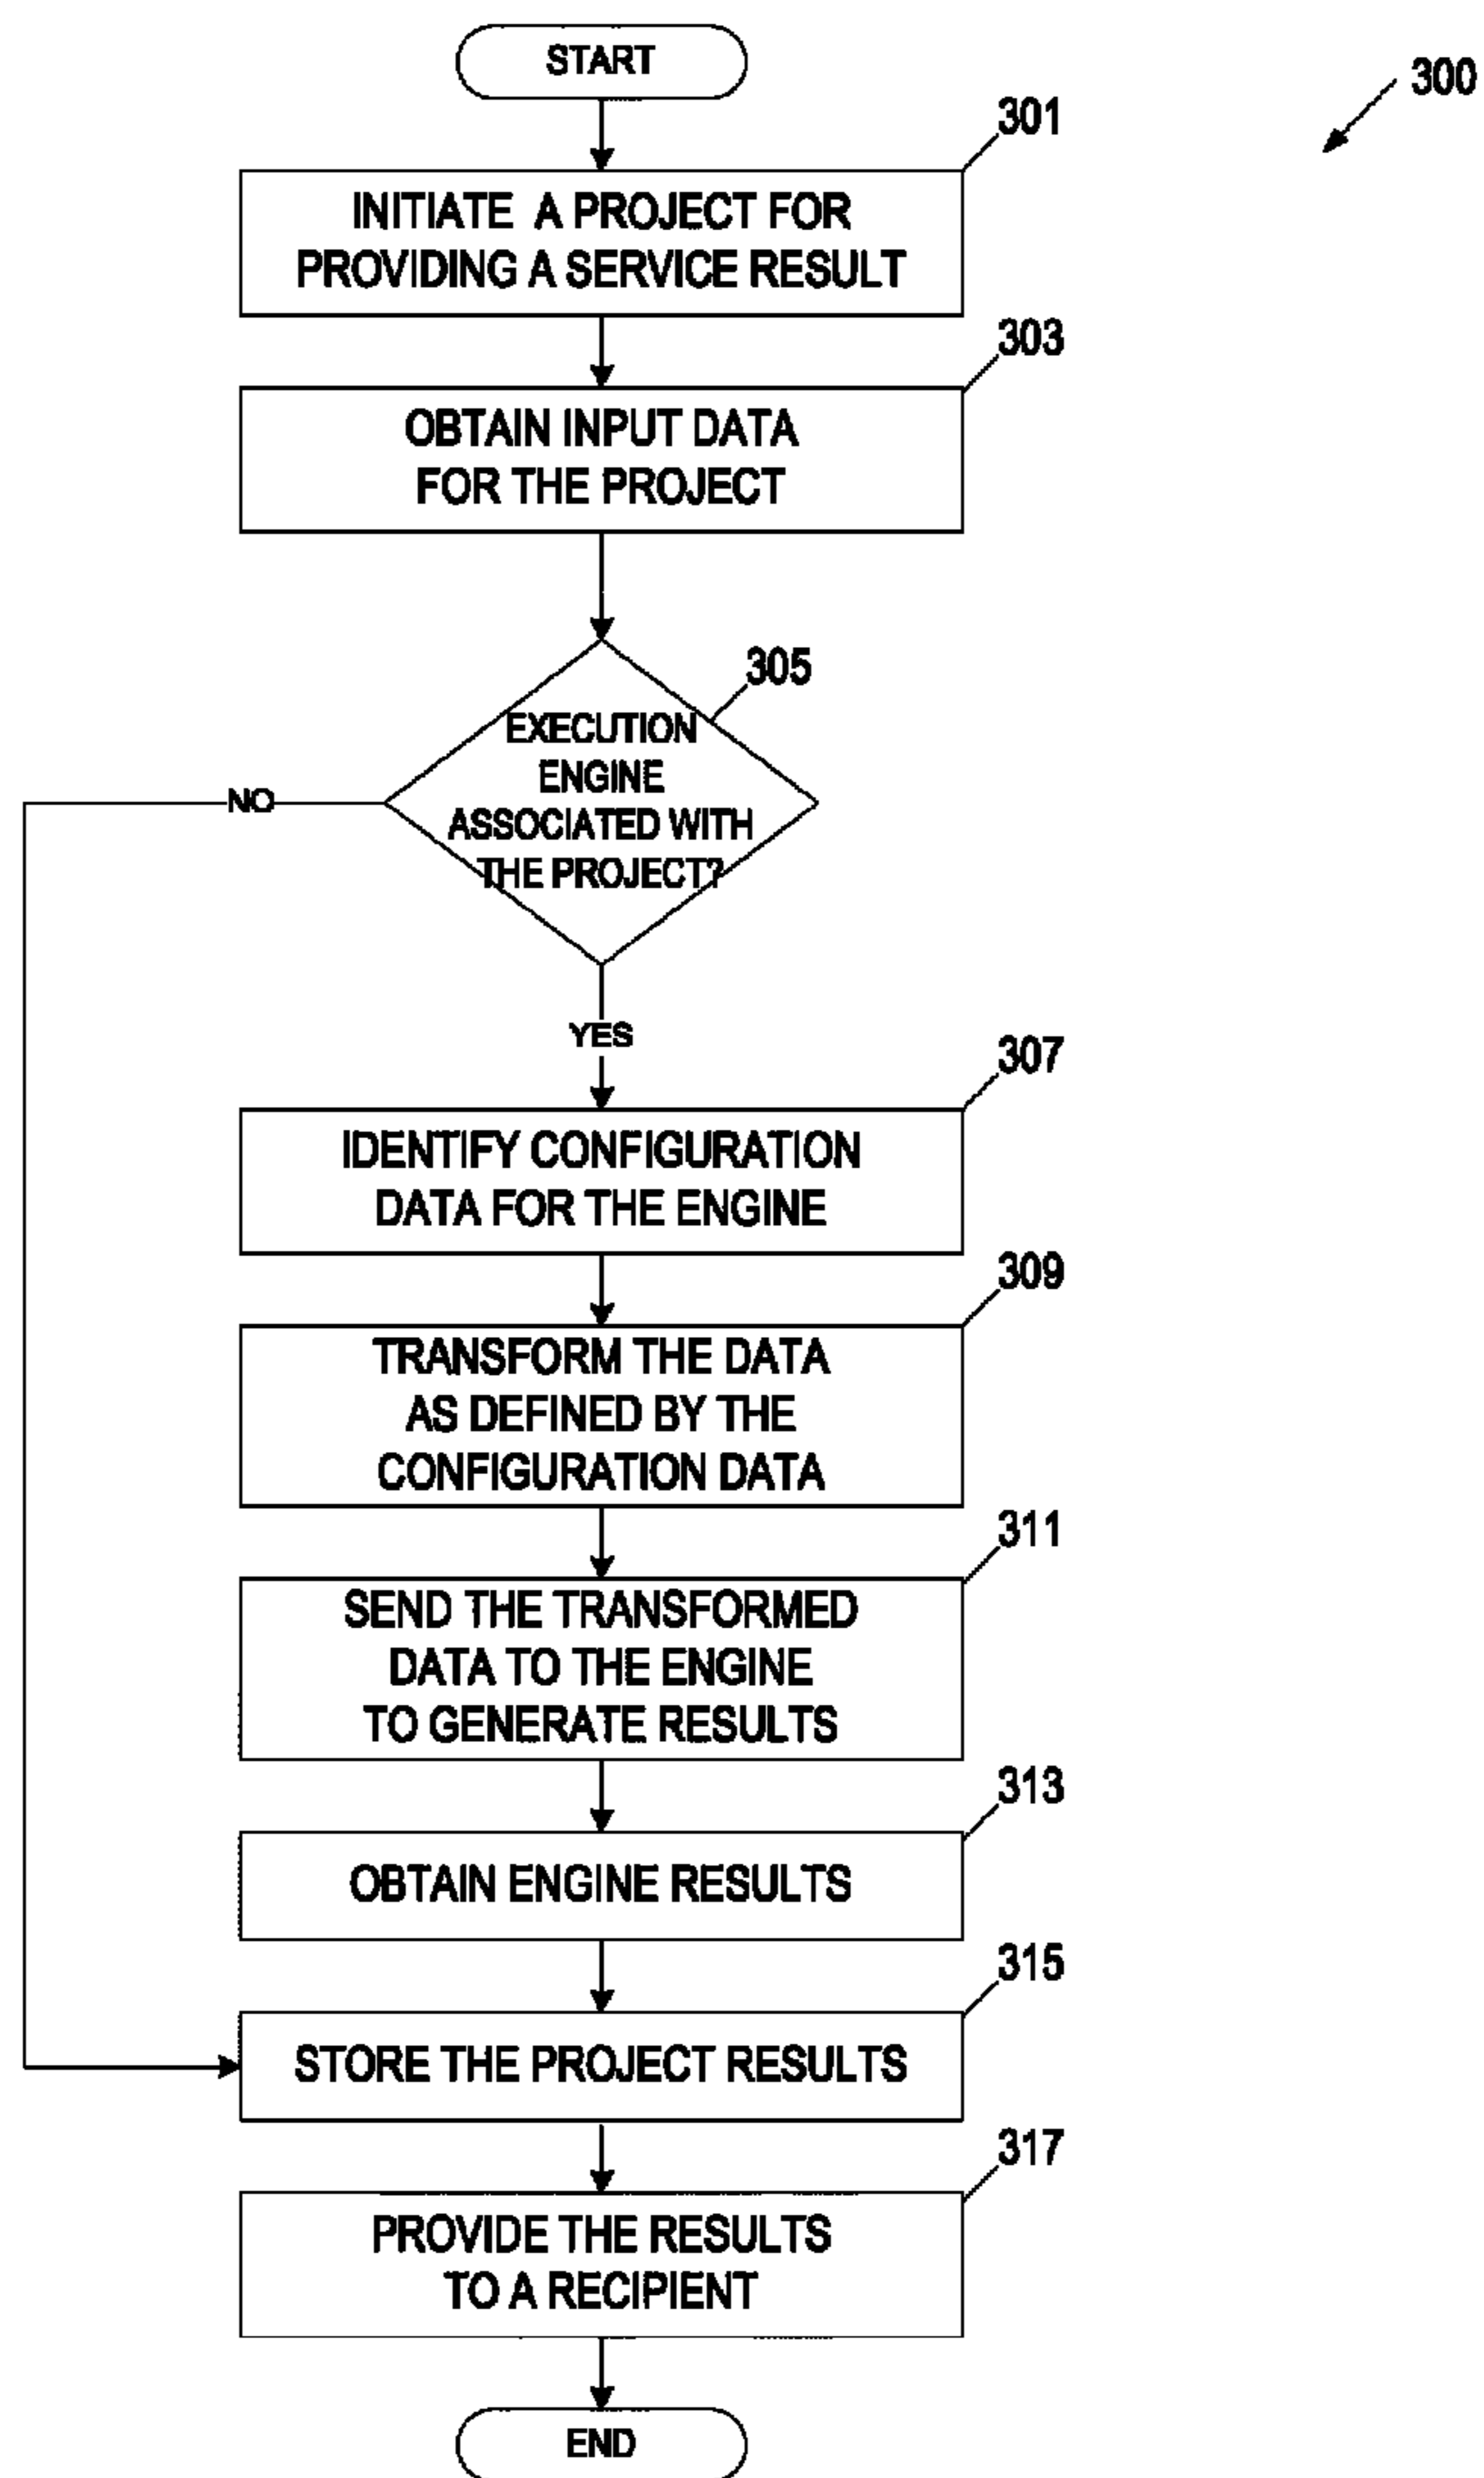 START
300
301
INITIATE A PROJECT FOR
PROVIDING A SERVICE RESULT
303
OBTAIN INPUT DATA
FOR THE PROJECT
305
EXECUTION
ENGINE
ASSOCIATED WITH
THE PROJECT?
NO
YES
307
IDENTIFY CONFIGURATION
DATA FOR THE ENGINE
309
TRANSFORM THE DATA
AS DEFINED BY THE
CONFIGURATION DATA
311
SEND THE TRANSFORMED
DATA TO THE ENGINE
TO GENERATE RESULTS
313
OBTAIN ENGINE RESULTS
315
STORE THE PROJECT RESULTS
317
PROVIDE THE RESULTS
TO A RECIPIENT
END